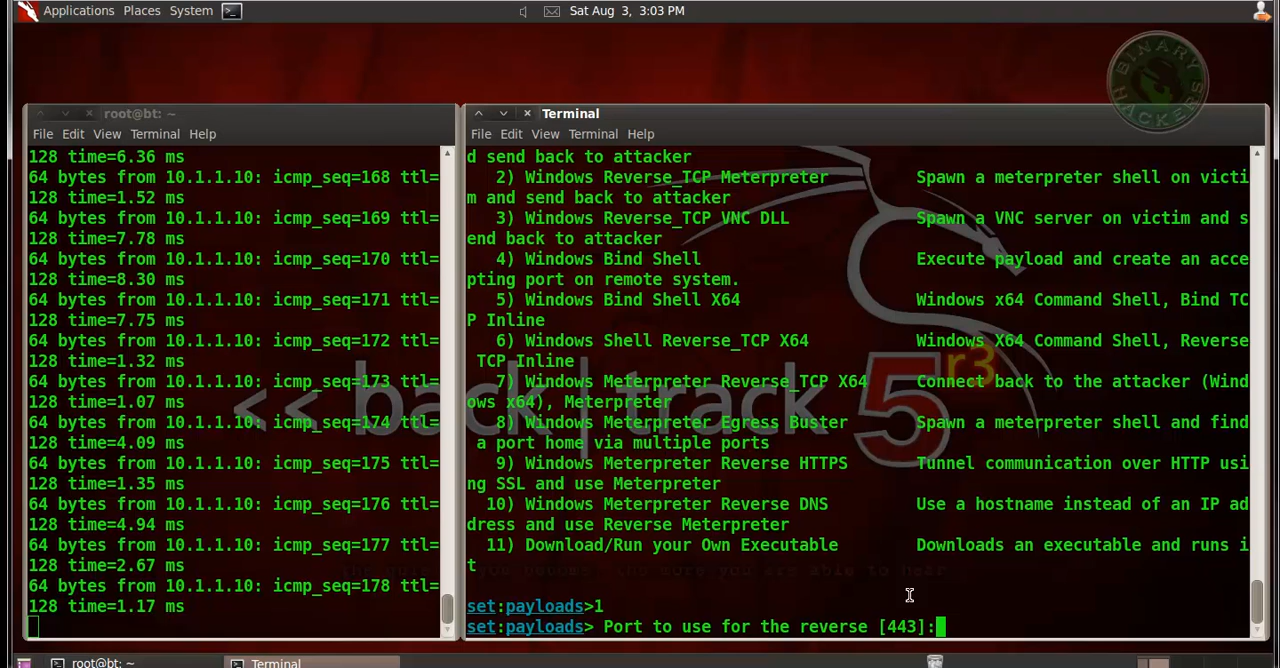 Applications Places System
Sat Aug 3, 3:03 PM
BINARY HACKERS
root@bt: ~
File Edit View Terminal Help
128 time=6.36 ms
64 bytes from 10.1.1.10: icmp_seq=168 ttl=
128 time=1.52 ms
64 bytes from 10.1.1.10: icmp_seq=169 ttl=
128 time=7.78 ms
64 bytes from 10.1.1.10: icmp_seq=170 ttl=
128 time=8.30 ms
64 bytes from 10.1.1.10: icmp_seq=171 ttl=
128 time=7.75 ms
64 bytes from 10.1.1.10: icmp_seq=172 ttl=
128 time=1.32 ms
64 bytes from 10.1.1.10: icmp_seq=173 ttl=
128 time=1.07 ms
64 bytes from 10.1.1.10: icmp_seq=174 ttl=
128 time=4.09 ms
64 bytes from 10.1.1.10: icmp_seq=175 ttl=
128 time=1.35 ms
64 bytes from 10.1.1.10: icmp_seq=176 ttl=
128 time=4.94 ms
64 bytes from 10.1.1.10: icmp_seq=177 ttl=
128 time=2.67 ms
64 bytes from 10.1.1.10: icmp_seq=178 ttl=
128 time=1.17 ms
Terminal
File Edit View Terminal Help
d send back to attacker
2) Windows Reverse_TCP Meterpreter Spawn a meterpreter shell on victi
m and send back to attacker
3) Windows Reverse_TCP VNC DLL Spawn a VNC server on victim and s
end back to attacker
4) Windows Bind Shell Execute payload and create an acce
pting port on remote system.
5) Windows Bind Shell X64 Windows x64 Command Shell, Bind TC
P Inline
6) Windows Shell Reverse_TCP X64 Windows X64 Command Shell, Reverse
TCP Inline
7) Windows Meterpreter Reverse_TCP X64 Connect back to the attacker (Wind
ows x64), Meterpreter
8) Windows Meterpreter Egress Buster Spawn a meterpreter shell and find
a port home via multiple ports
9) Windows Meterpreter Reverse HTTPS Tunnel communication over HTTP usi
ng SSL and use Meterpreter
10) Windows Meterpreter Reverse DNS Use a hostname instead of an IP ad
dress and use Reverse Meterpreter
11) Download/Run your Own Executable Downloads an executable and runs i
t
set:payloads>1
set:payloads> Port to use for the reverse [443]:
<< back | track 5 r3
you are able to hear
root@bt: ~
Terminal